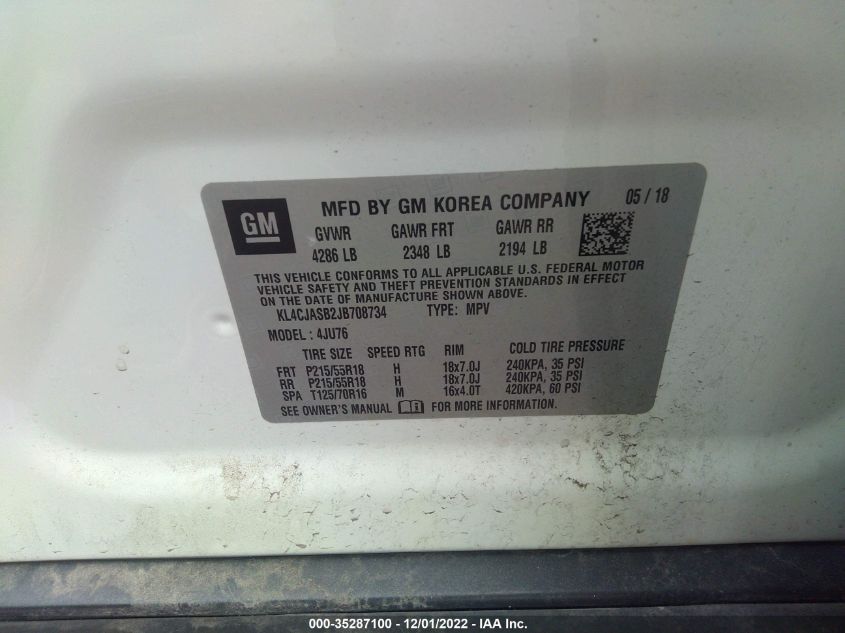 GM
MFD BY GM KOREA COMPANY 05 / 18
GVWR GAWR FRT GAWR RR
4286 LB 2348 LB 2194 LB
THIS VEHICLE CONFORMS TO ALL APPLICABLE U.S. FEDERAL MOTOR
VEHICLE SAFETY AND THEFT PREVENTION STANDARDS IN EFFECT
ON THE DATE OF MANUFACTURE SHOWN ABOVE.
KL4CJASB2JB708734 TYPE: MPV
MODEL : 4JU76
TIRE SIZE SPEED RTG RIM COLD TIRE PRESSURE
FRT P215/55R18 H 18x7.0J 240KPA, 35 PSI
RR P215/55R18 H 18x7.0J 240KPA, 35 PSI
SPA T125/70R16 M 16x4.0T 420KPA, 60 PSI
SEE OWNER'S MANUAL FOR MORE INFORMATION.
000-35287100 - 12/01/2022 - IAA Inc.